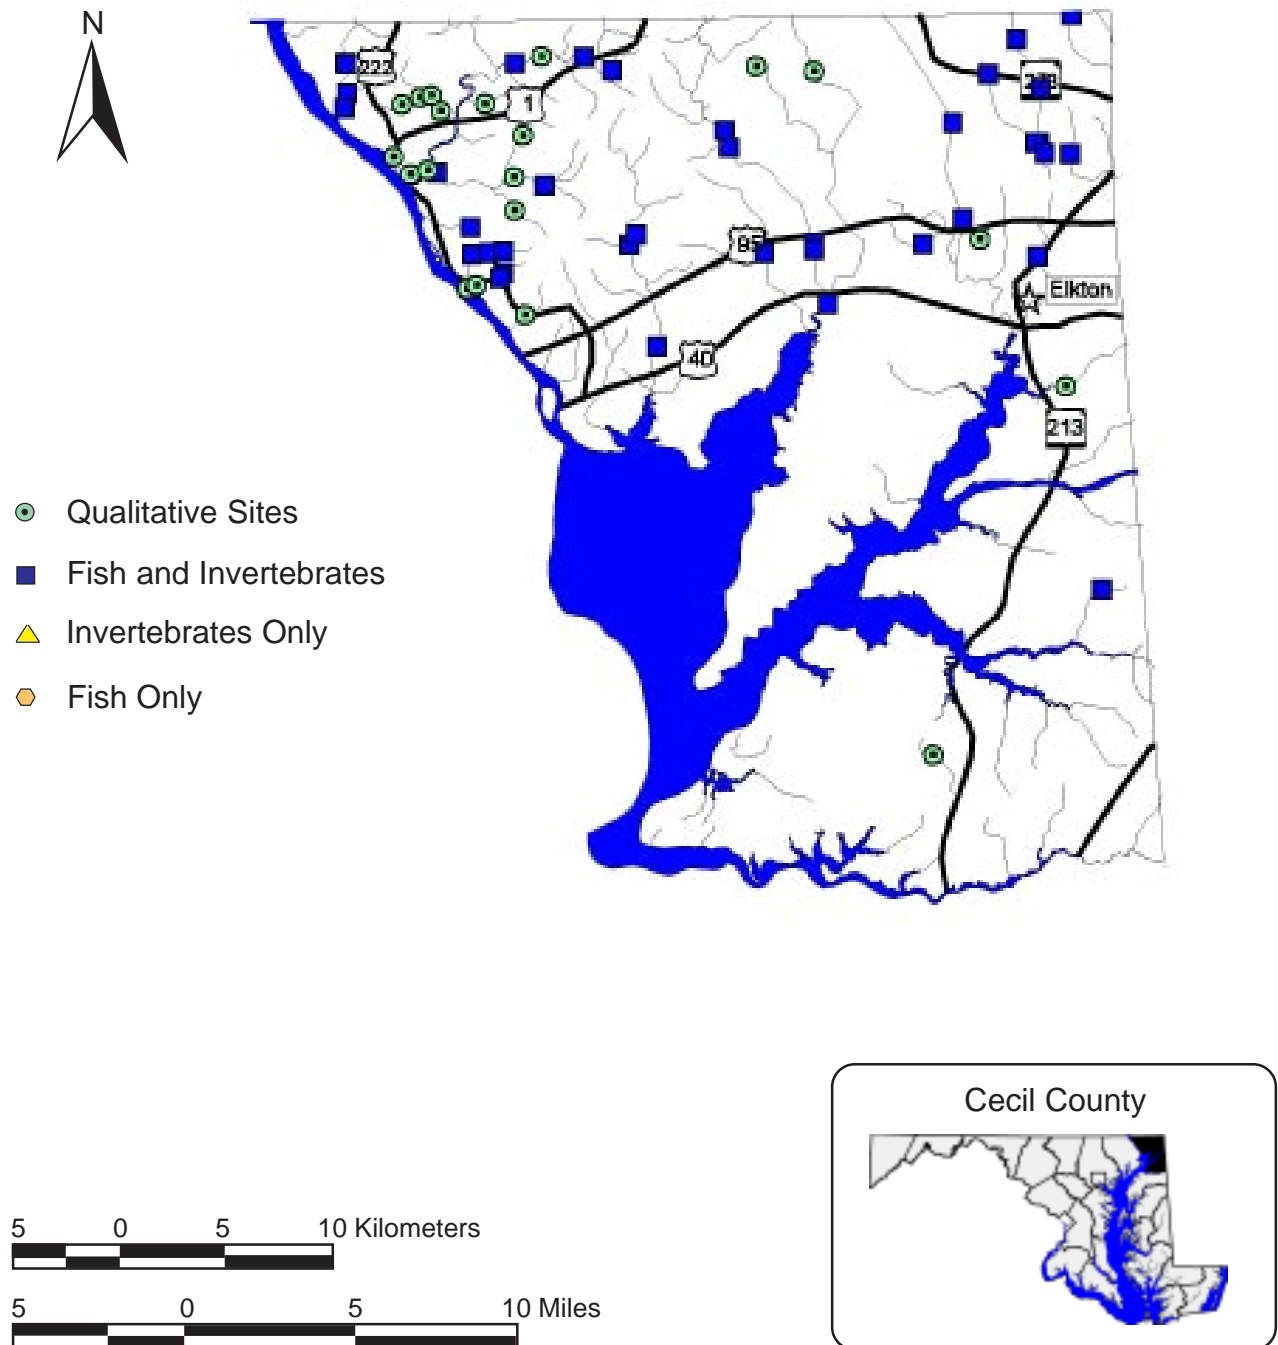 N
222
1
95
Elkton
40
213
Qualitative Sites
Fish and Invertebrates
Invertebrates Only
Fish Only
Cecil County
5 0 5 10 Kilometers
5 0 5 10 Miles